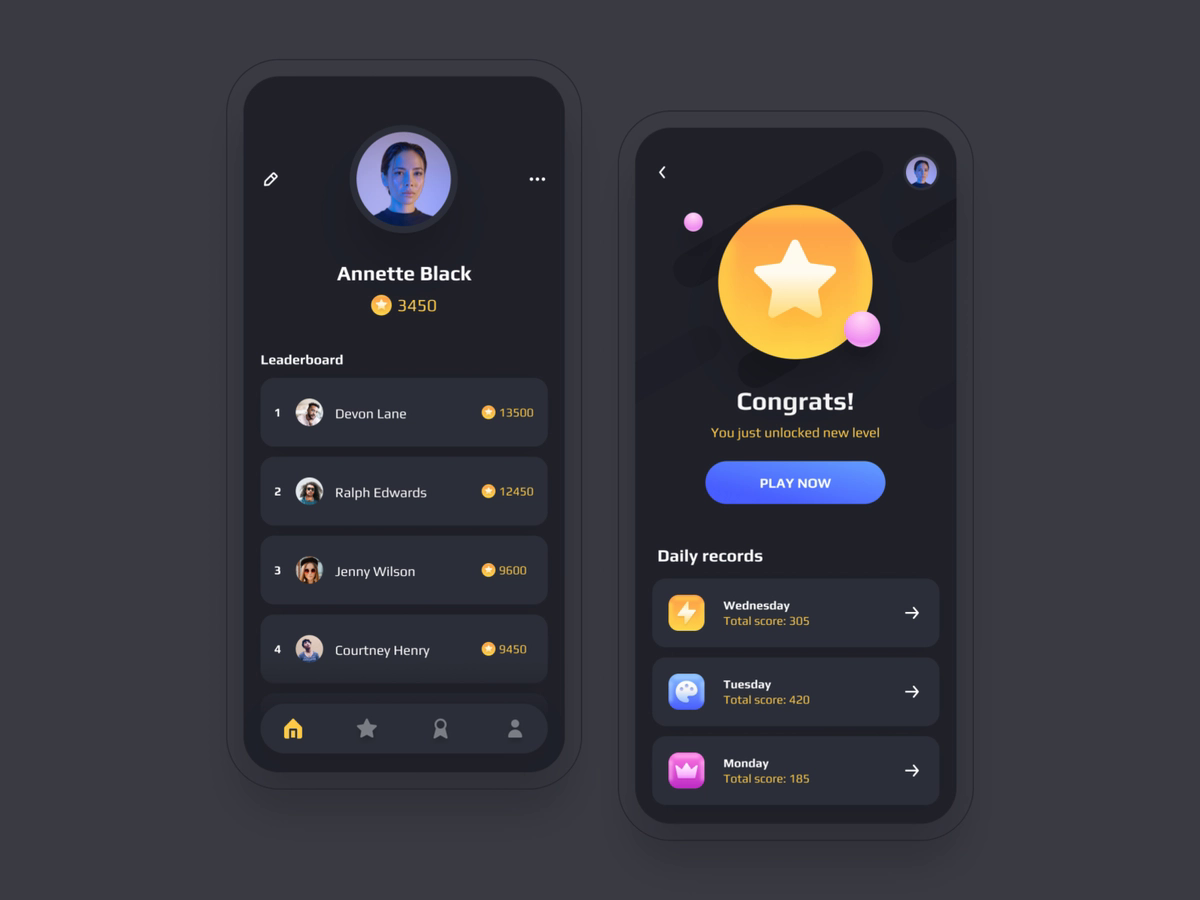 Annette Black
3450
Leaderboard
1 Devon Lane 13500
2 Ralph Edwards 12450
3 Jenny Wilson 9600
4 Courtney Henry 9450
Congrats!
You just unlocked new level
PLAY NOW
Daily records
Wednesday
Total score: 305
Tuesday
Total score: 420
Monday
Total score: 185